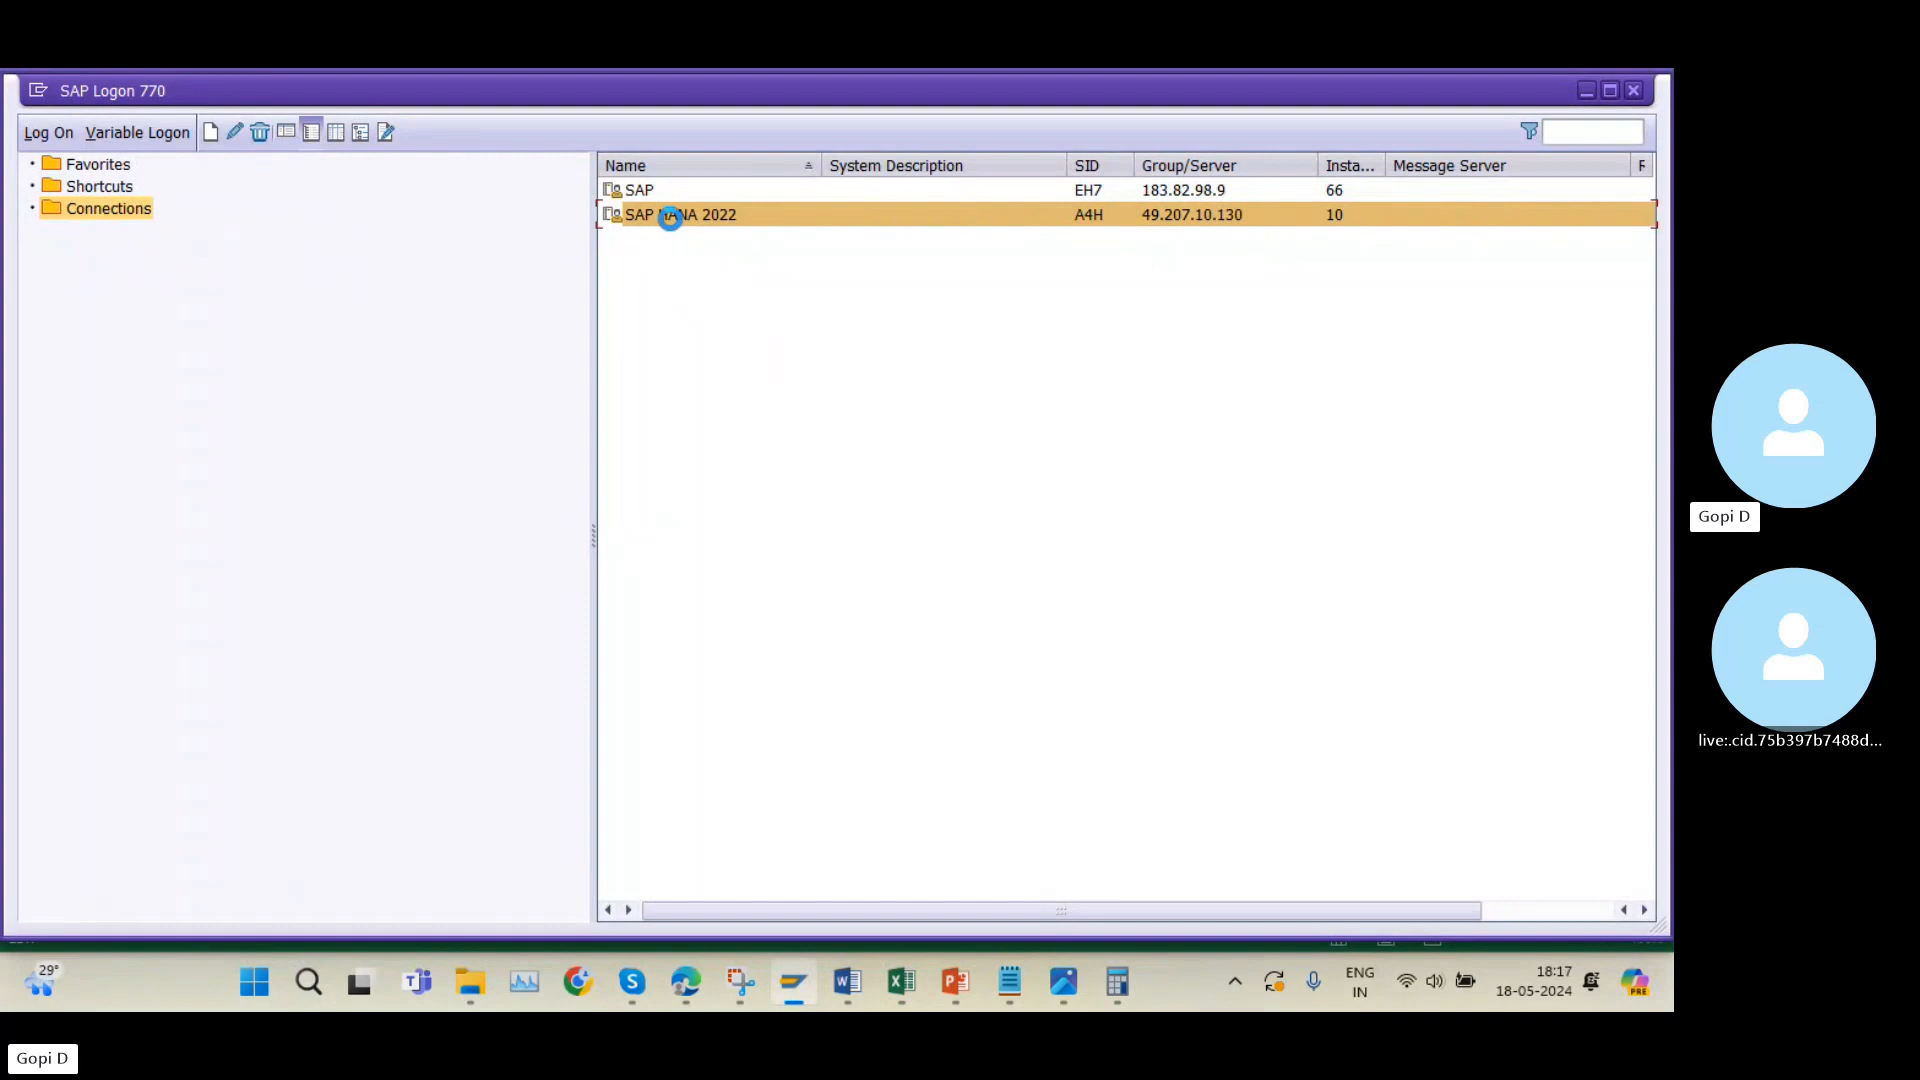 SAP Logon 770
Log On Variable Logon
Favorites
Shortcuts
Connections
Name System Description SID Group/Server Insta... Message Server
SAP EH7 183.82.98.9 66
SAP HANA 2022 A4H 49.207.10.130 10
Gopi D
live:.cid.75b397b7488d...
29°
ENG
IN
18:17
18-05-2024
PRE
Gopi D